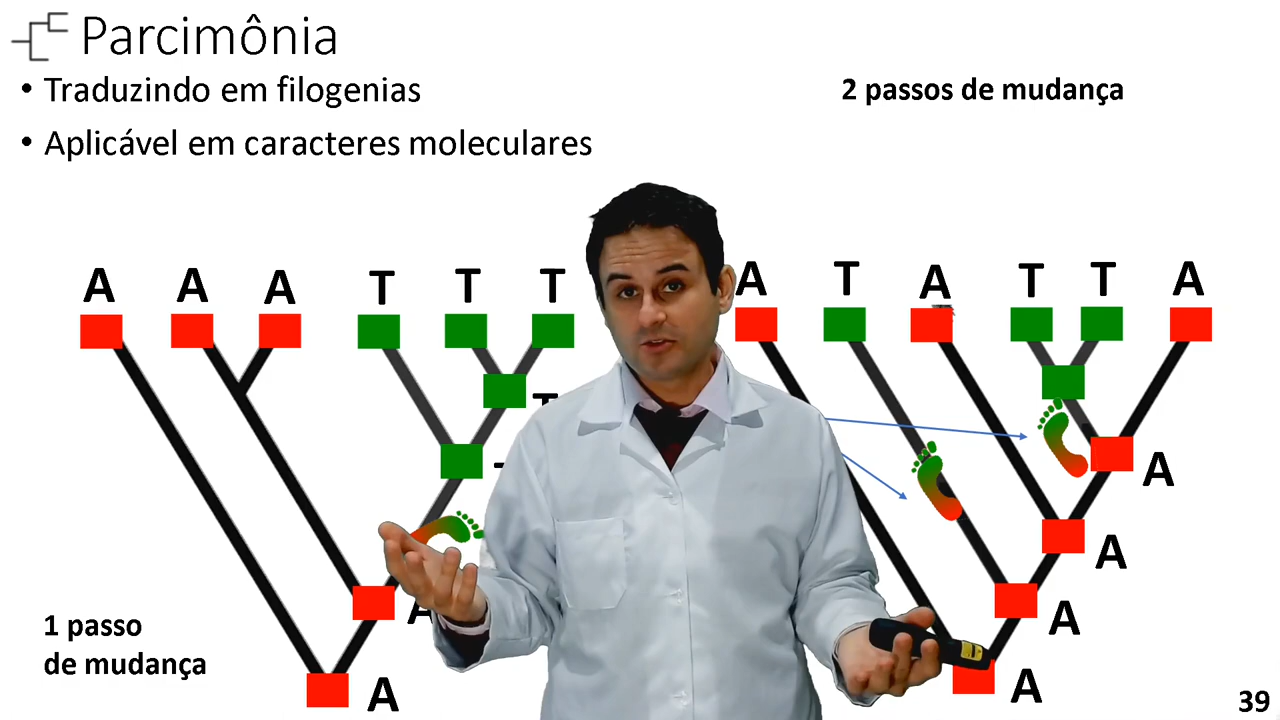 Parcimônia
• Traduzindo em filogenias
• Aplicável em caracteres moleculares
2 passos de mudança
A A A T T T
A T A T T A
A
A
A
A
A
A
1 passo
de mudança
39